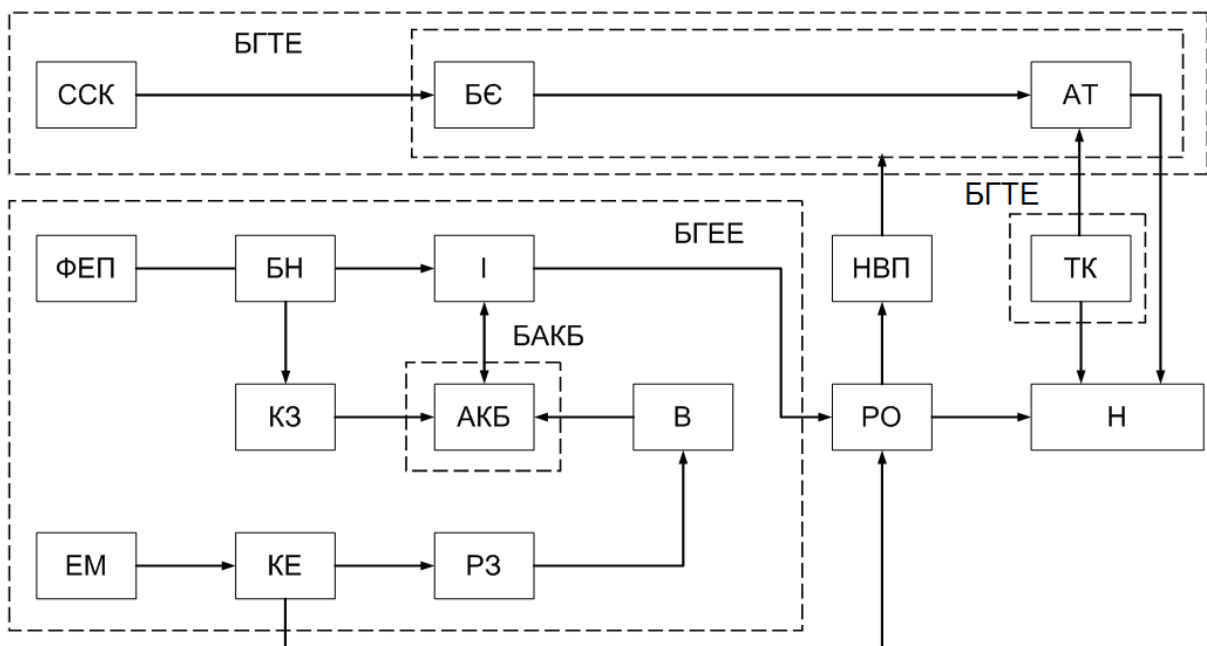 БГТЕ
ССК
БЄ
АТ
БГТЕ
БГЕЕ
ФЕП
БН
І
НВП
ТК
БАКБ
КЗ
АКБ
В
РО
Н
ЕМ
КЕ
РЗ